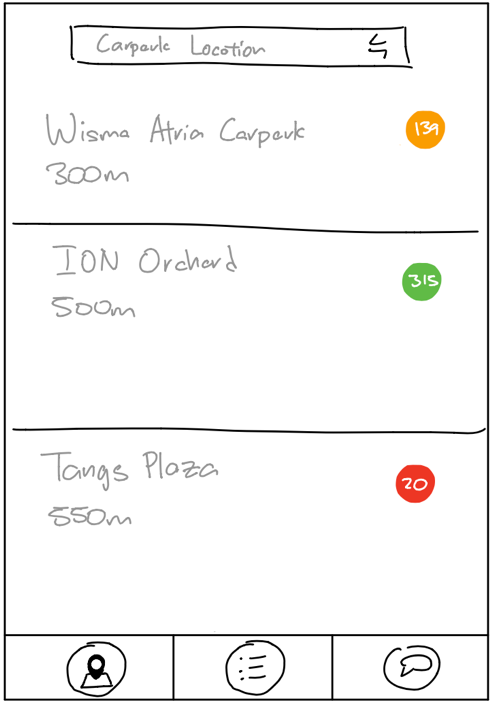 Carpark Location
Wisma Atria Carpark
139
300m
ION Orchard
315
500m
Tangs Plaza
20
550m